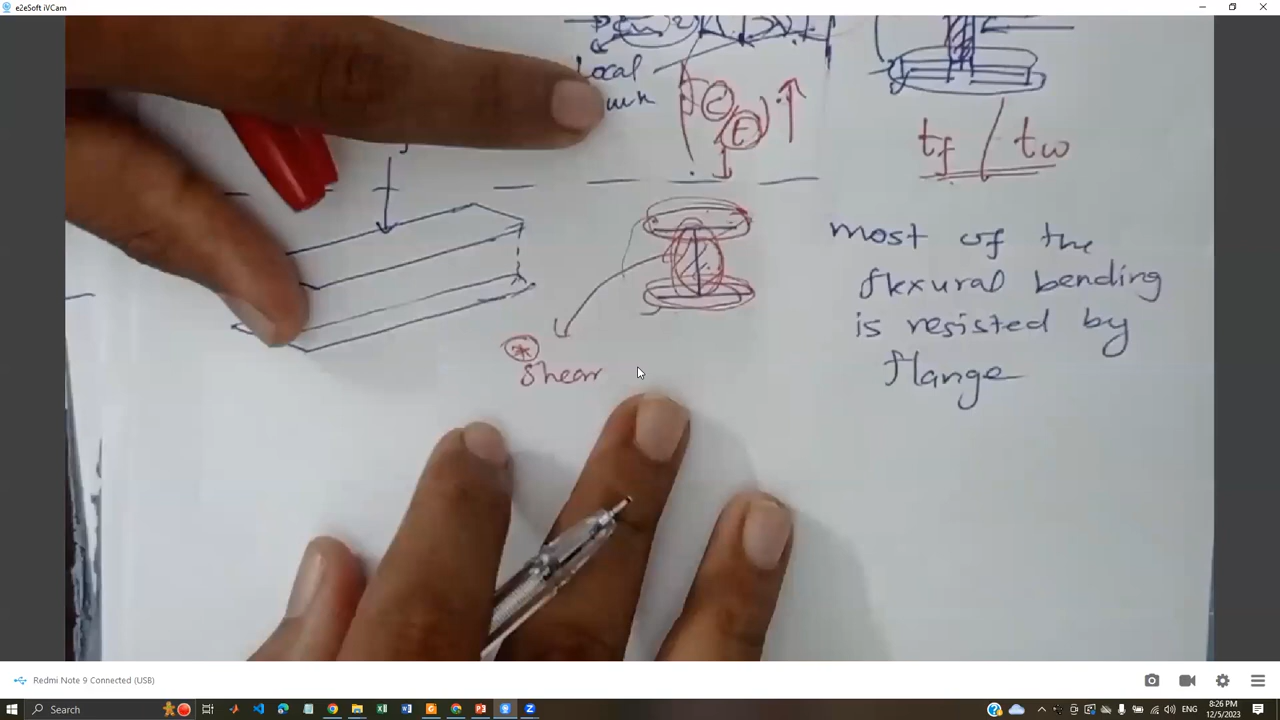 e2eSoft iVCam
Local
C
T
tf / tw
most of the
flexural bending
is resisted by
flange
*
Shear
Redmi Note 9 Connected (USB)
Search
ENG
8:26 PM
12/5/2023